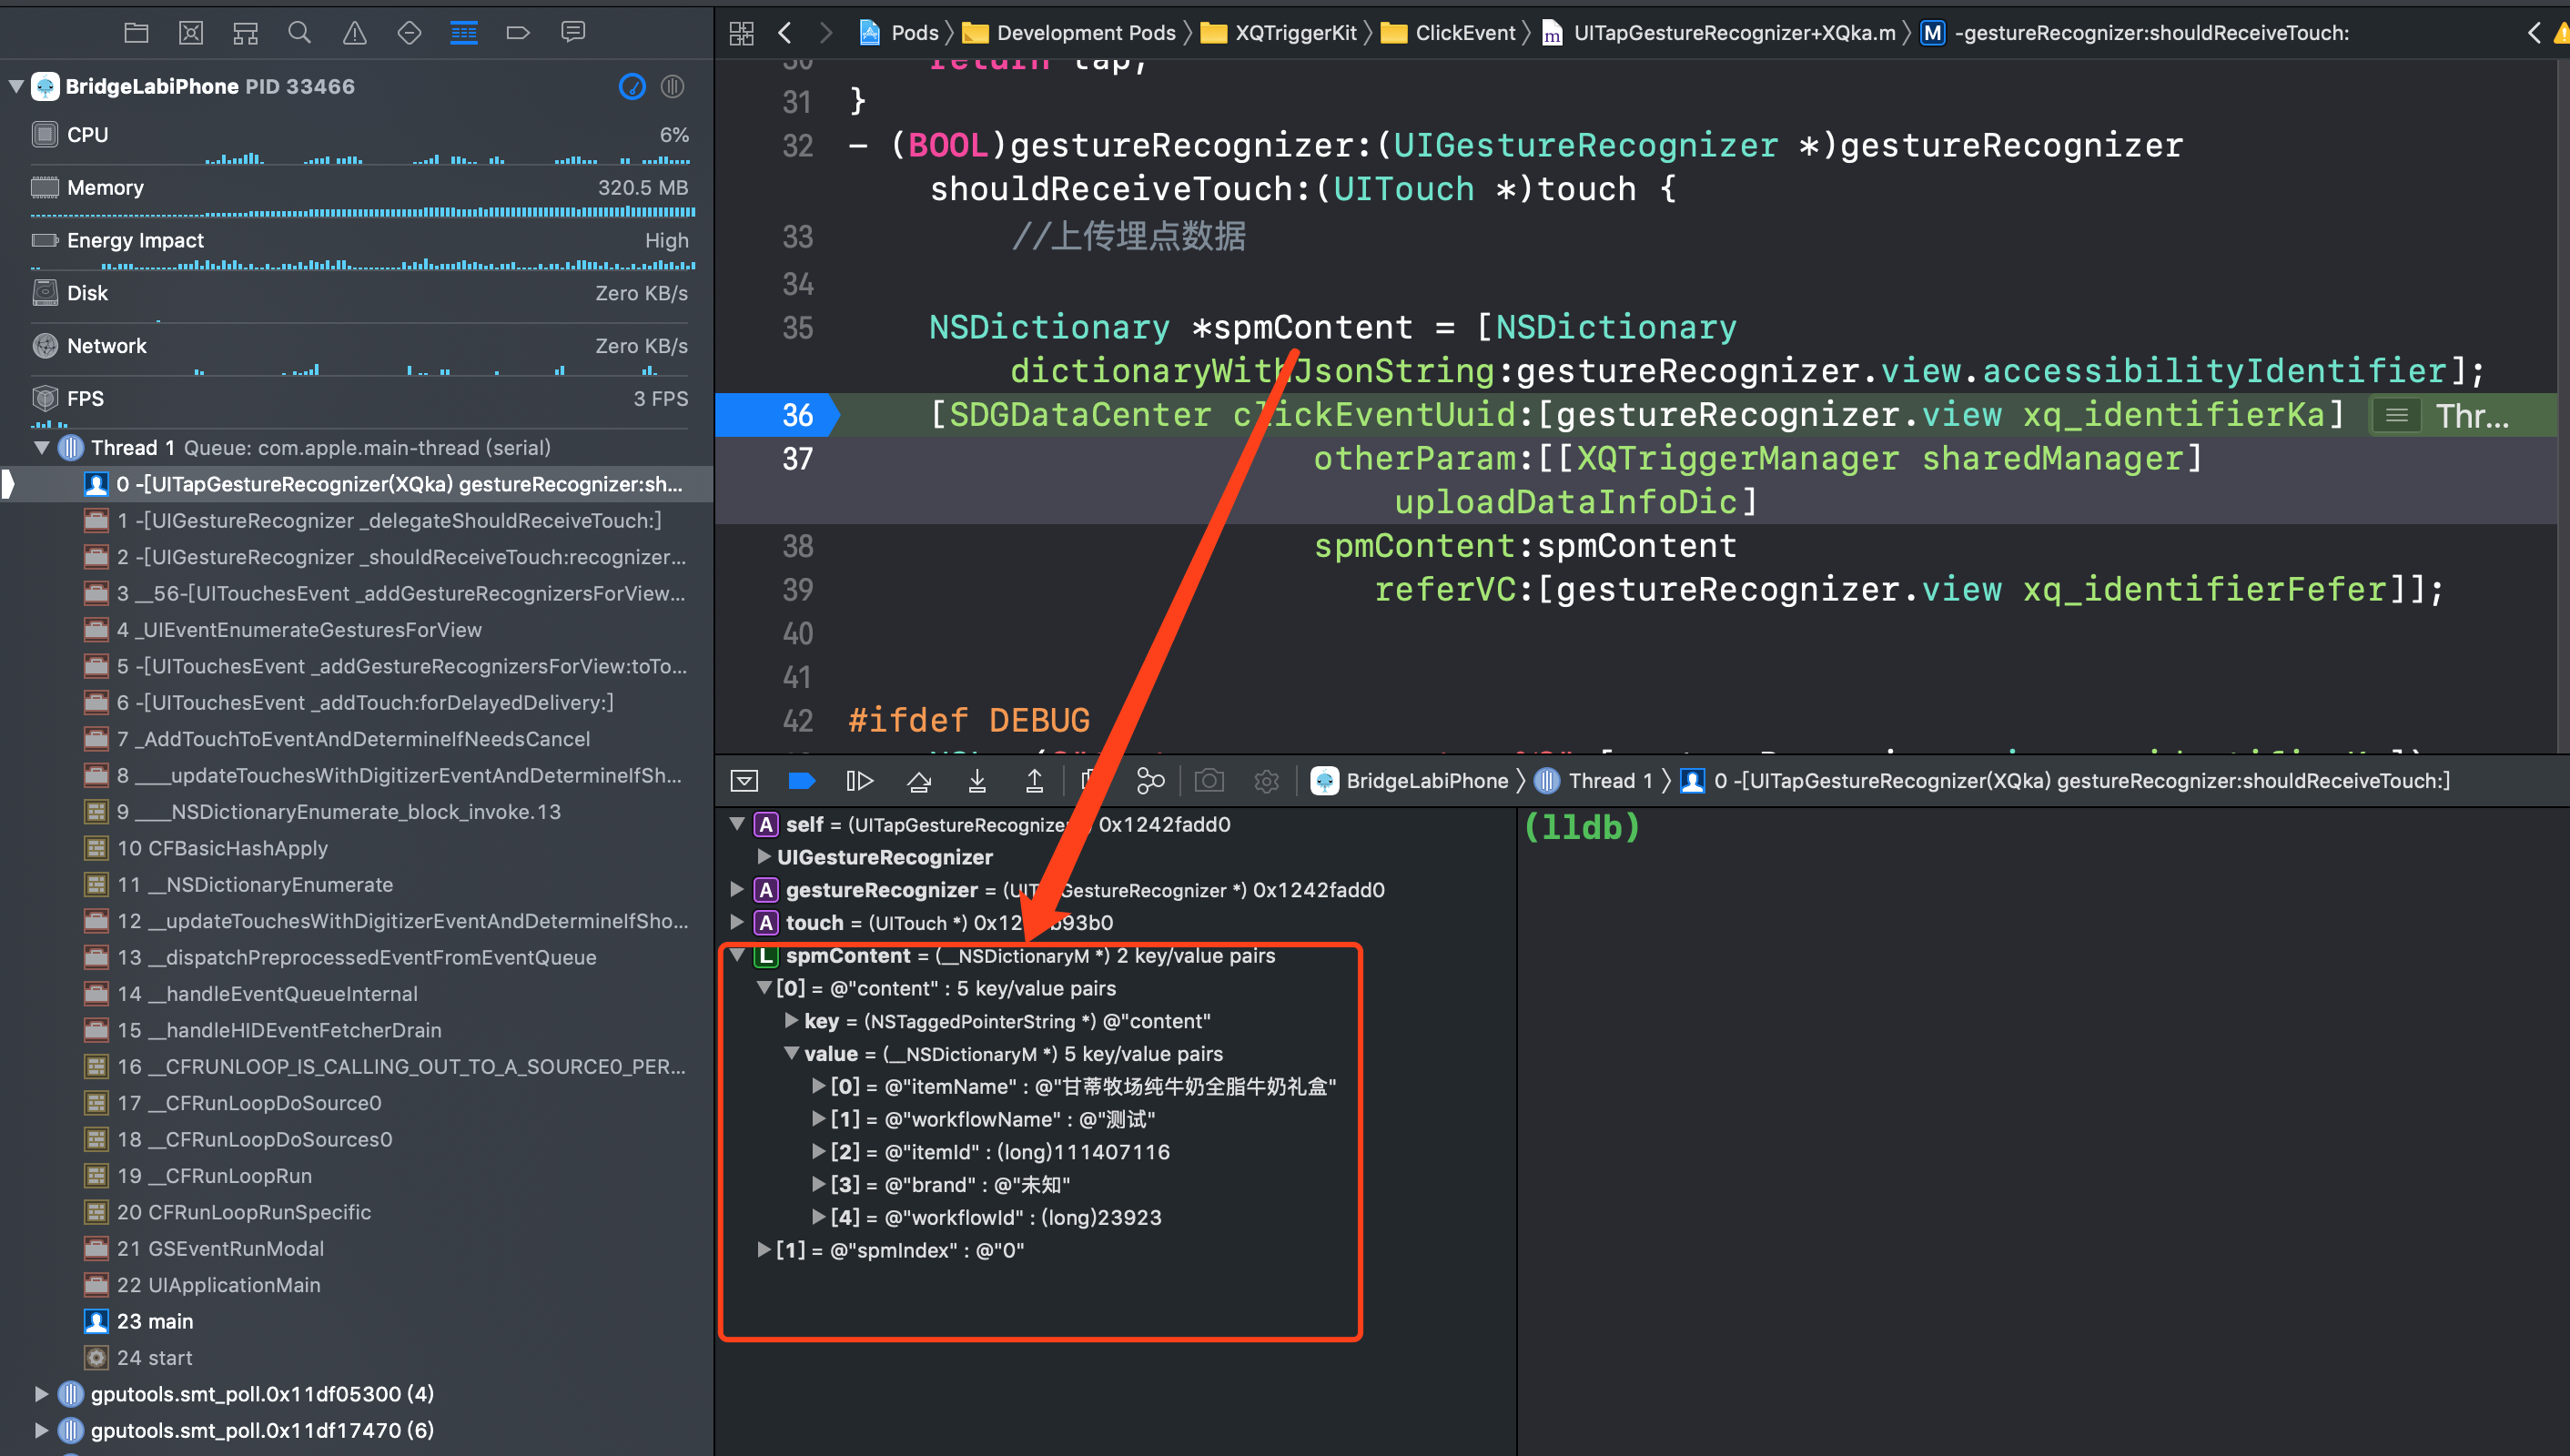 BridgeLabiPhone PID 33466
CPU 6%
Memory 320.5 MB
Energy Impact High
Disk Zero KB/s
Network Zero KB/s
FPS 3 FPS
Thread 1 Queue: com.apple.main-thread (serial)
0 -[UITapGestureRecognizer(XQka) gestureRecognizer:sh...
1 -[UIGestureRecognizer _delegateShouldReceiveTouch:]
2 -[UIGestureRecognizer _shouldReceiveTouch:recognizer...
3 __56-[UITouchesEvent _addGestureRecognizersForView...
4 _UIEventEnumerateGesturesForView
5 -[UITouchesEvent _addGestureRecognizersForView:toTo...
6 -[UITouchesEvent _addTouch:forDelayedDelivery:]
7 _AddTouchToEventAndDetermineIfNeedsCancel
8 ____updateTouchesWithDigitizerEventAndDetermineIfSh...
9 ____NSDictionaryEnumerate_block_invoke.13
10 CFBasicHashApply
11 __NSDictionaryEnumerate
12 __updateTouchesWithDigitizerEventAndDetermineIfSho...
13 __dispatchPreprocessedEventFromEventQueue
14 __handleEventQueueInternal
15 __handleHIDEventFetcherDrain
16 __CFRUNLOOP_IS_CALLING_OUT_TO_A_SOURCE0_PER...
17 __CFRunLoopDoSource0
18 __CFRunLoopDoSources0
19 __CFRunLoopRun
20 CFRunLoopRunSpecific
21 GSEventRunModal
22 UIApplicationMain
23 main
24 start
gputools.smt_poll.0x11df05300 (4)
gputools.smt_poll.0x11df17470 (6)
Pods Development Pods XQTriggerKit ClickEvent m UITapGestureRecognizer+XQka.m M -gestureRecognizer:shouldReceiveTouch:
30 return tap;
31 }
32 - (BOOL)gestureRecognizer:(UIGestureRecognizer *)gestureRecognizer
shouldReceiveTouch:(UITouch *)touch {
33 //上传埋点数据
34
35 NSDictionary *spmContent = [NSDictionary
dictionaryWithJsonString:gestureRecognizer.view.accessibilityIdentifier];
36 [SDGDataCenter clickEventUuid:[gestureRecognizer.view xq_identifierKa] Thr...
37 otherParam:[[XQTriggerManager sharedManager]
uploadDataInfoDic]
38 spmContent:spmContent
39 referVC:[gestureRecognizer.view xq_identifierFefer]];
40
41
42 #ifdef DEBUG
BridgeLabiPhone Thread 1 0 -[UITapGestureRecognizer(XQka) gestureRecognizer:shouldReceiveTouch:]
A self = (UITapGestureRecognizer *) 0x1242fadd0
UIGestureRecognizer
A gestureRecognizer = (UITapGestureRecognizer *) 0x1242fadd0
A touch = (UITouch *)
L spmContent = (__NSDictionaryM *) 2 key/value pairs
[0] = @"content" : 5 key/value pairs
key = (NSTaggedPointerString *) @"content"
value = (__NSDictionaryM *) 5 key/value pairs
[0] = @"itemName" : @"甘蒂牧场纯牛奶全脂牛奶礼盒"
[1] = @"workflowName" : @"测试"
[2] = @"itemId" : (long)111407116
[3] = @"brand" : @"未知"
[4] = @"workflowId" : (long)23923
[1] = @"spmIndex" : @"0"
(lldb)